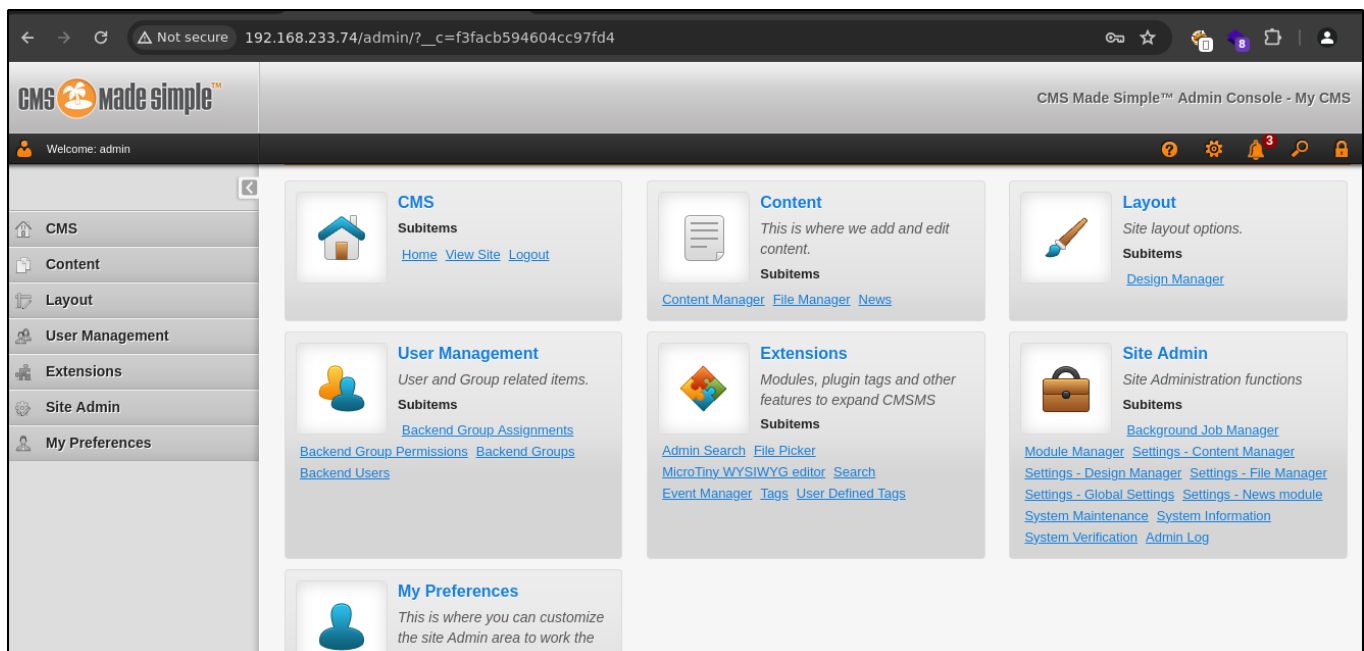 Not secure 192.168.233.74/admin/?__c=f3facb594604cc97fd4
8
CMS made simple™
CMS Made Simple™ Admin Console - My CMS
Welcome: admin
3
CMS
Content
Layout
User Management
Extensions
Site Admin
My Preferences
CMS
Subitems
Home View Site Logout
Content
This is where we add and edit
content.
Subitems
Content Manager File Manager News
Layout
Site layout options.
Subitems
Design Manager
User Management
User and Group related items.
Subitems
Backend Group Assignments
Backend Group Permissions Backend Groups
Backend Users
Extensions
Modules, plugin tags and other
features to expand CMSMS
Subitems
Admin Search File Picker
MicroTiny WYSIWYG editor Search
Event Manager Tags User Defined Tags
Site Admin
Site Administration functions
Subitems
Background Job Manager
Module Manager Settings - Content Manager
Settings - Design Manager Settings - File Manager
Settings - Global Settings Settings - News module
System Maintenance System Information
System Verification Admin Log
My Preferences
This is where you can customize
the site Admin area to work the